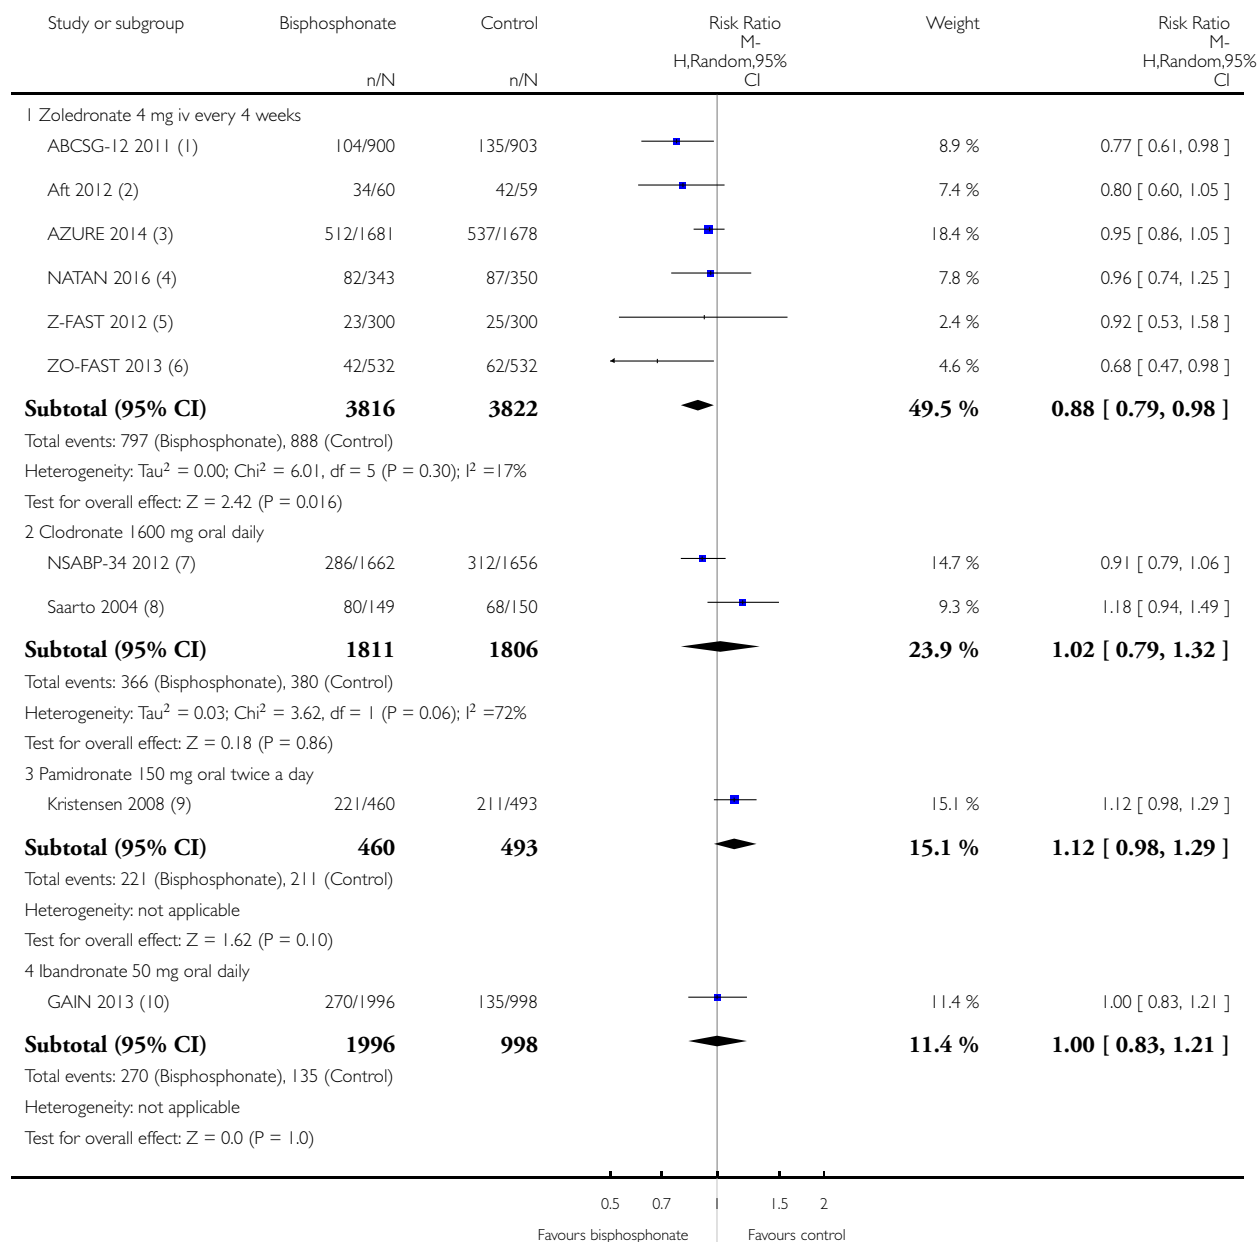 Study or subgroup Bisphosphonate Control Risk Ratio Weight Risk Ratio
M- M-
H,Random,95% H,Random,95%
n/N n/N CI CI
1 Zoledronate 4 mg iv every 4 weeks
ABCSG-12 2011 (1) 104/900 135/903 8.9 % 0.77 [ 0.61, 0.98 ]
Aft 2012 (2) 34/60 42/59 7.4 % 0.80 [ 0.60, 1.05 ]
AZURE 2014 (3) 512/1681 537/1678 18.4 % 0.95 [ 0.86, 1.05 ]
NATAN 2016 (4) 82/343 87/350 7.8 % 0.96 [ 0.74, 1.25 ]
Z-FAST 2012 (5) 23/300 25/300 2.4 % 0.92 [ 0.53, 1.58 ]
ZO-FAST 2013 (6) 42/532 62/532 4.6 % 0.68 [ 0.47, 0.98 ]
Subtotal (95% CI) 3816 3822 49.5 % 0.88 [ 0.79, 0.98 ]
Total events: 797 (Bisphosphonate), 888 (Control)
Heterogeneity: Tau² = 0.00; Chi² = 6.01, df = 5 (P = 0.30); I² =17%
Test for overall effect: Z = 2.42 (P = 0.016)
2 Clodronate 1600 mg oral daily
NSABP-34 2012 (7) 286/1662 312/1656 14.7 % 0.91 [ 0.79, 1.06 ]
Saarto 2004 (8) 80/149 68/150 9.3 % 1.18 [ 0.94, 1.49 ]
Subtotal (95% CI) 1811 1806 23.9 % 1.02 [ 0.79, 1.32 ]
Total events: 366 (Bisphosphonate), 380 (Control)
Heterogeneity: Tau² = 0.03; Chi² = 3.62, df = 1 (P = 0.06); I² =72%
Test for overall effect: Z = 0.18 (P = 0.86)
3 Pamidronate 150 mg oral twice a day
Kristensen 2008 (9) 221/460 211/493 15.1 % 1.12 [ 0.98, 1.29 ]
Subtotal (95% CI) 460 493 15.1 % 1.12 [ 0.98, 1.29 ]
Total events: 221 (Bisphosphonate), 211 (Control)
Heterogeneity: not applicable
Test for overall effect: Z = 1.62 (P = 0.10)
4 Ibandronate 50 mg oral daily
GAIN 2013 (10) 270/1996 135/998 11.4 % 1.00 [ 0.83, 1.21 ]
Subtotal (95% CI) 1996 998 11.4 % 1.00 [ 0.83, 1.21 ]
Total events: 270 (Bisphosphonate), 135 (Control)
Heterogeneity: not applicable
Test for overall effect: Z = 0.0 (P = 1.0)
0.5 0.7 1 1.5 2
Favours bisphosphonate Favours control